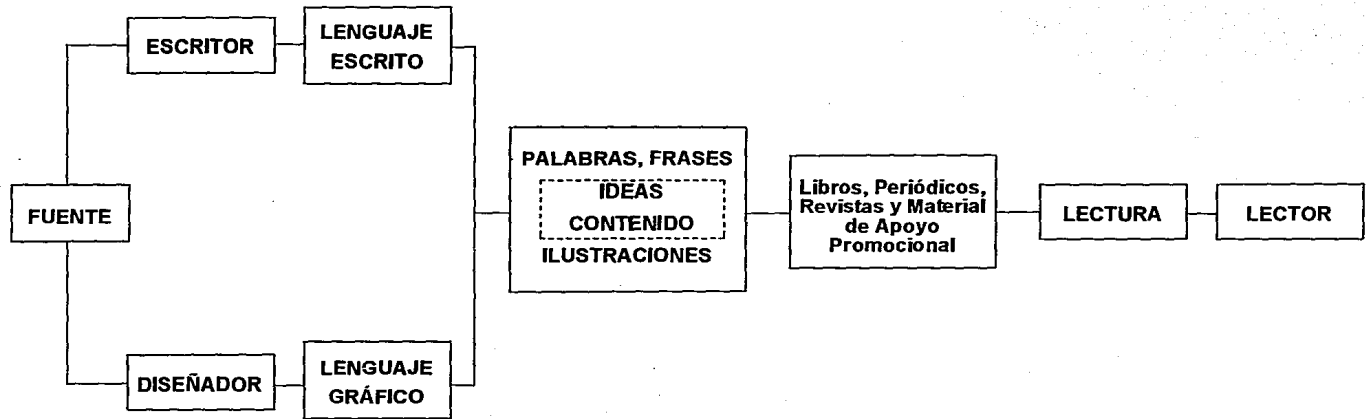 ESCRITOR
LENGUAJE
ESCRITO
FUENTE
DISEÑADOR
LENGUAJE
GRÁFICO
PALABRAS, FRASES
IDEAS
CONTENIDO
ILUSTRACIONES
Libros, Periódicos,
Revistas y Material
de Apoyo
Promocional
LECTURA
LECTOR